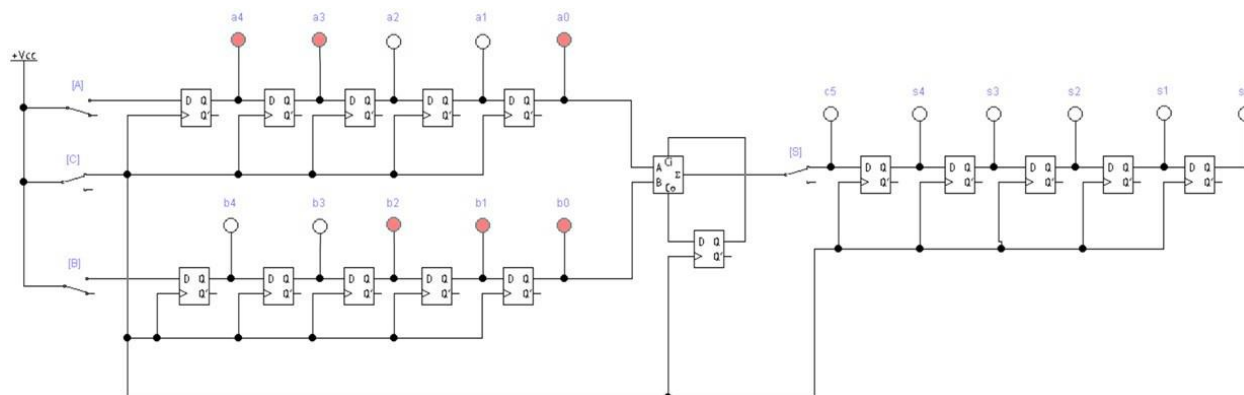 a4 a3 a2 a1 a0
+Vcc
[A]
D Q D Q D Q D Q D Q
Q' Q' Q' Q' Q'
c5 s4 s3 s2 s1 s
[C]
A Ci Σ
B Co
[S]
D Q D Q D Q D Q D Q
Q' Q' Q' Q' Q'
b4 b3 b2 b1 b0
D Q
Q'
[B]
D Q D Q D Q D Q D Q
Q' Q' Q' Q' Q'